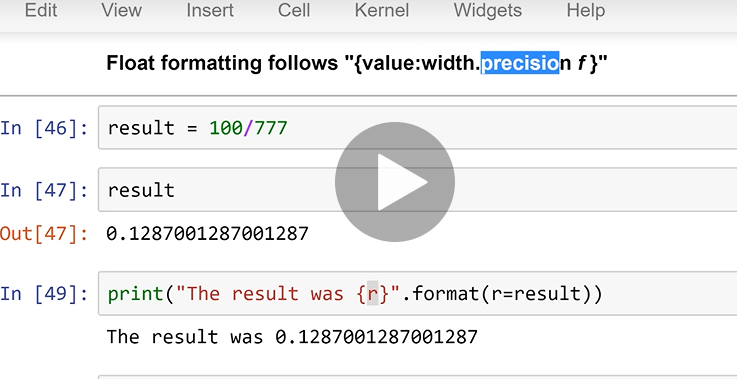 Edit View Insert Cell Kernel Widgets Help
Float formatting follows "{value:width.precision f }"
In [46]: result = 100/777
In [47]: result
Out[47]: 0.1287001287001287
In [49]: print("The result was {r}".format(r=result))
The result was 0.1287001287001287